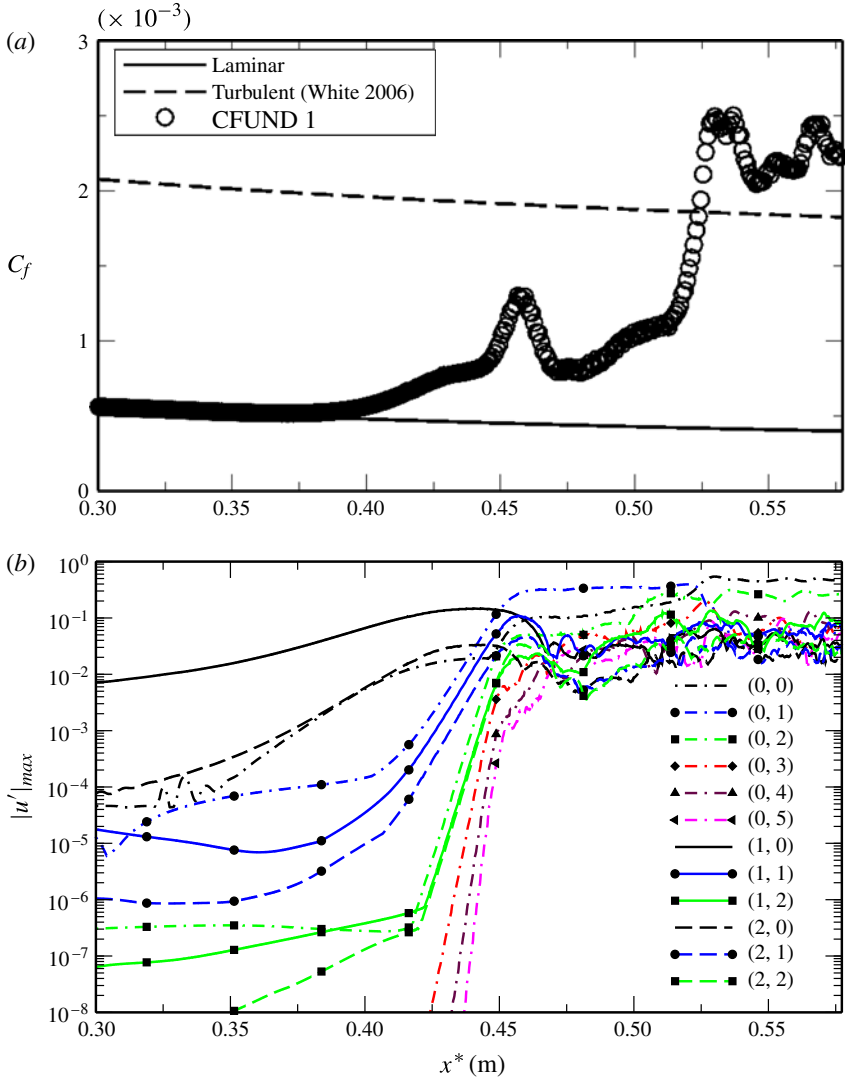 (× 10⁻³)
(a)
3
2
1
0
C_f
Laminar
Turbulent (White 2006)
CFUND 1
0.30 0.35 0.40 0.45 0.50 0.55
(b)
10⁰
10⁻¹
10⁻²
10⁻³
10⁻⁴
10⁻⁵
10⁻⁶
10⁻⁷
10⁻⁸
|u′|max
(0, 0)
(0, 1)
(0, 2)
(0, 3)
(0, 4)
(0, 5)
(1, 0)
(1, 1)
(1, 2)
(2, 0)
(2, 1)
(2, 2)
0.30 0.35 0.40 0.45 0.50 0.55
x* (m)